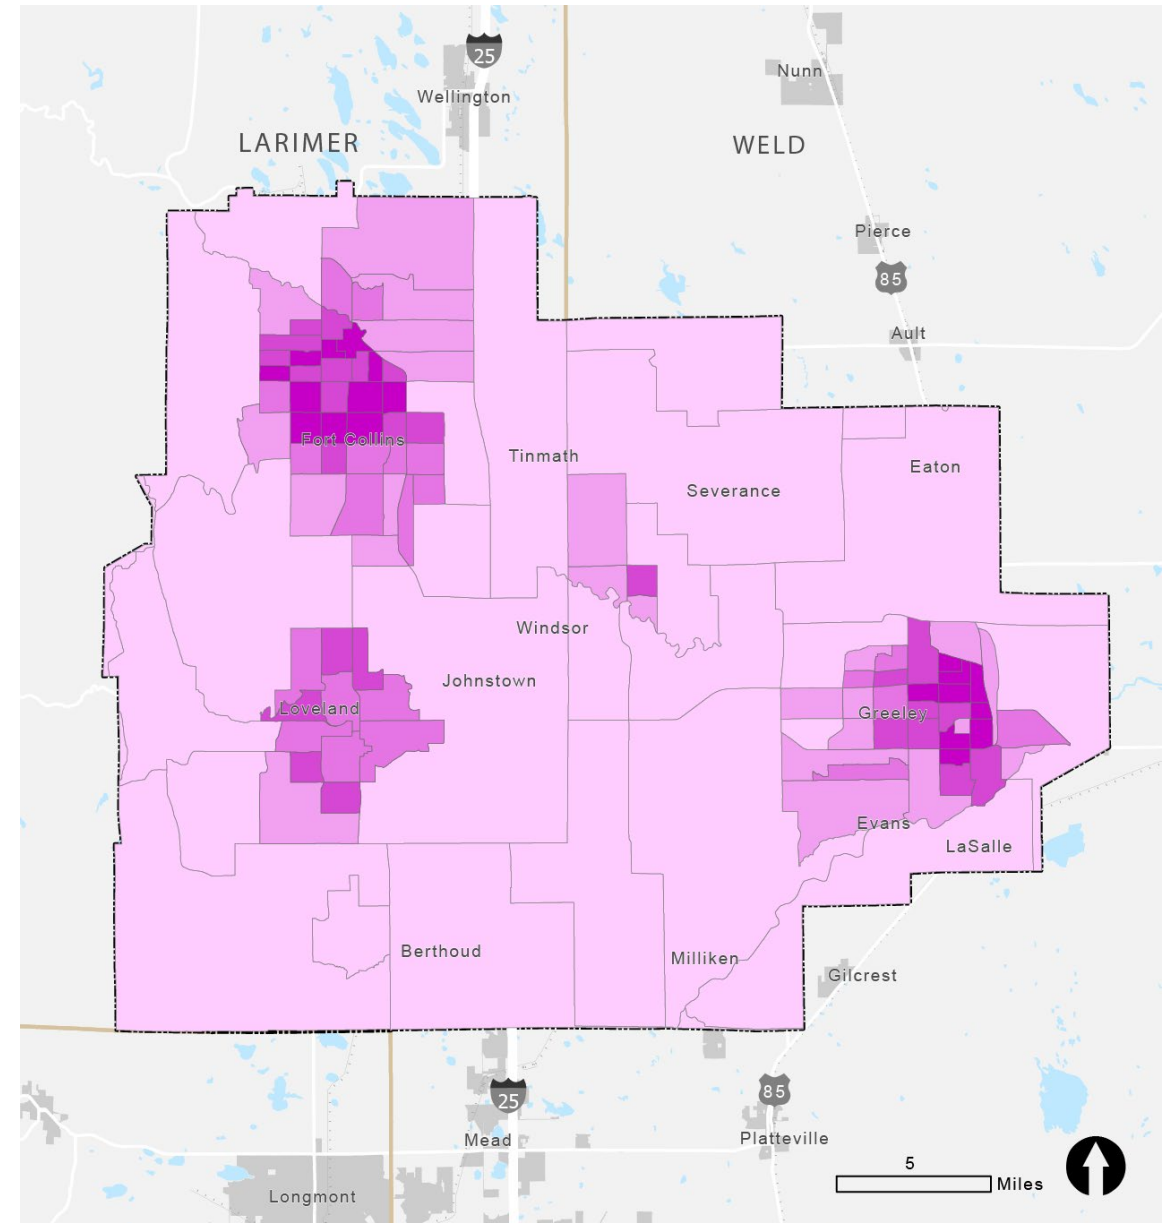 25
Nunn
Wellington
LARIMER
WELD
Pierce
85
Ault
Fort Collins
Tinmath
Eaton
Severance
Windsor
Johnstown
Loveland
Greeley
Evans
LaSalle
Berthoud
Milliken
Gilcrest
25
85
Mead
Platteville
5
Miles
Longmont